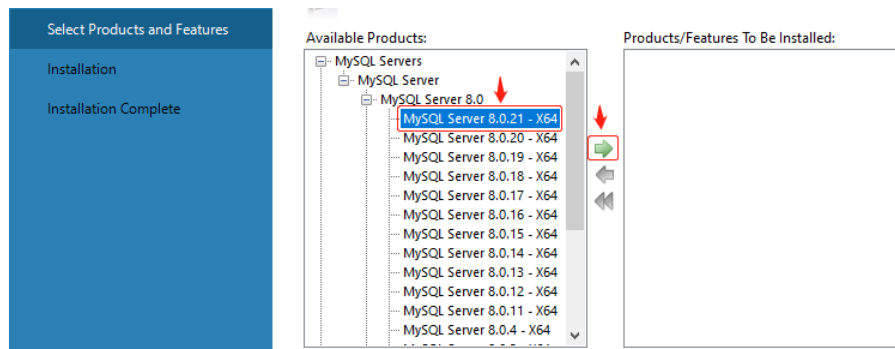 Select Products and Features
Installation
Installation Complete
Available Products:
MySQL Servers
MySQL Server
MySQL Server 8.0
MySQL Server 8.0.21 - X64
MySQL Server 8.0.20 - X64
MySQL Server 8.0.19 - X64
MySQL Server 8.0.18 - X64
MySQL Server 8.0.17 - X64
MySQL Server 8.0.16 - X64
MySQL Server 8.0.15 - X64
MySQL Server 8.0.14 - X64
MySQL Server 8.0.13 - X64
MySQL Server 8.0.12 - X64
MySQL Server 8.0.11 - X64
MySQL Server 8.0.4 - X64
Products/Features To Be Installed: